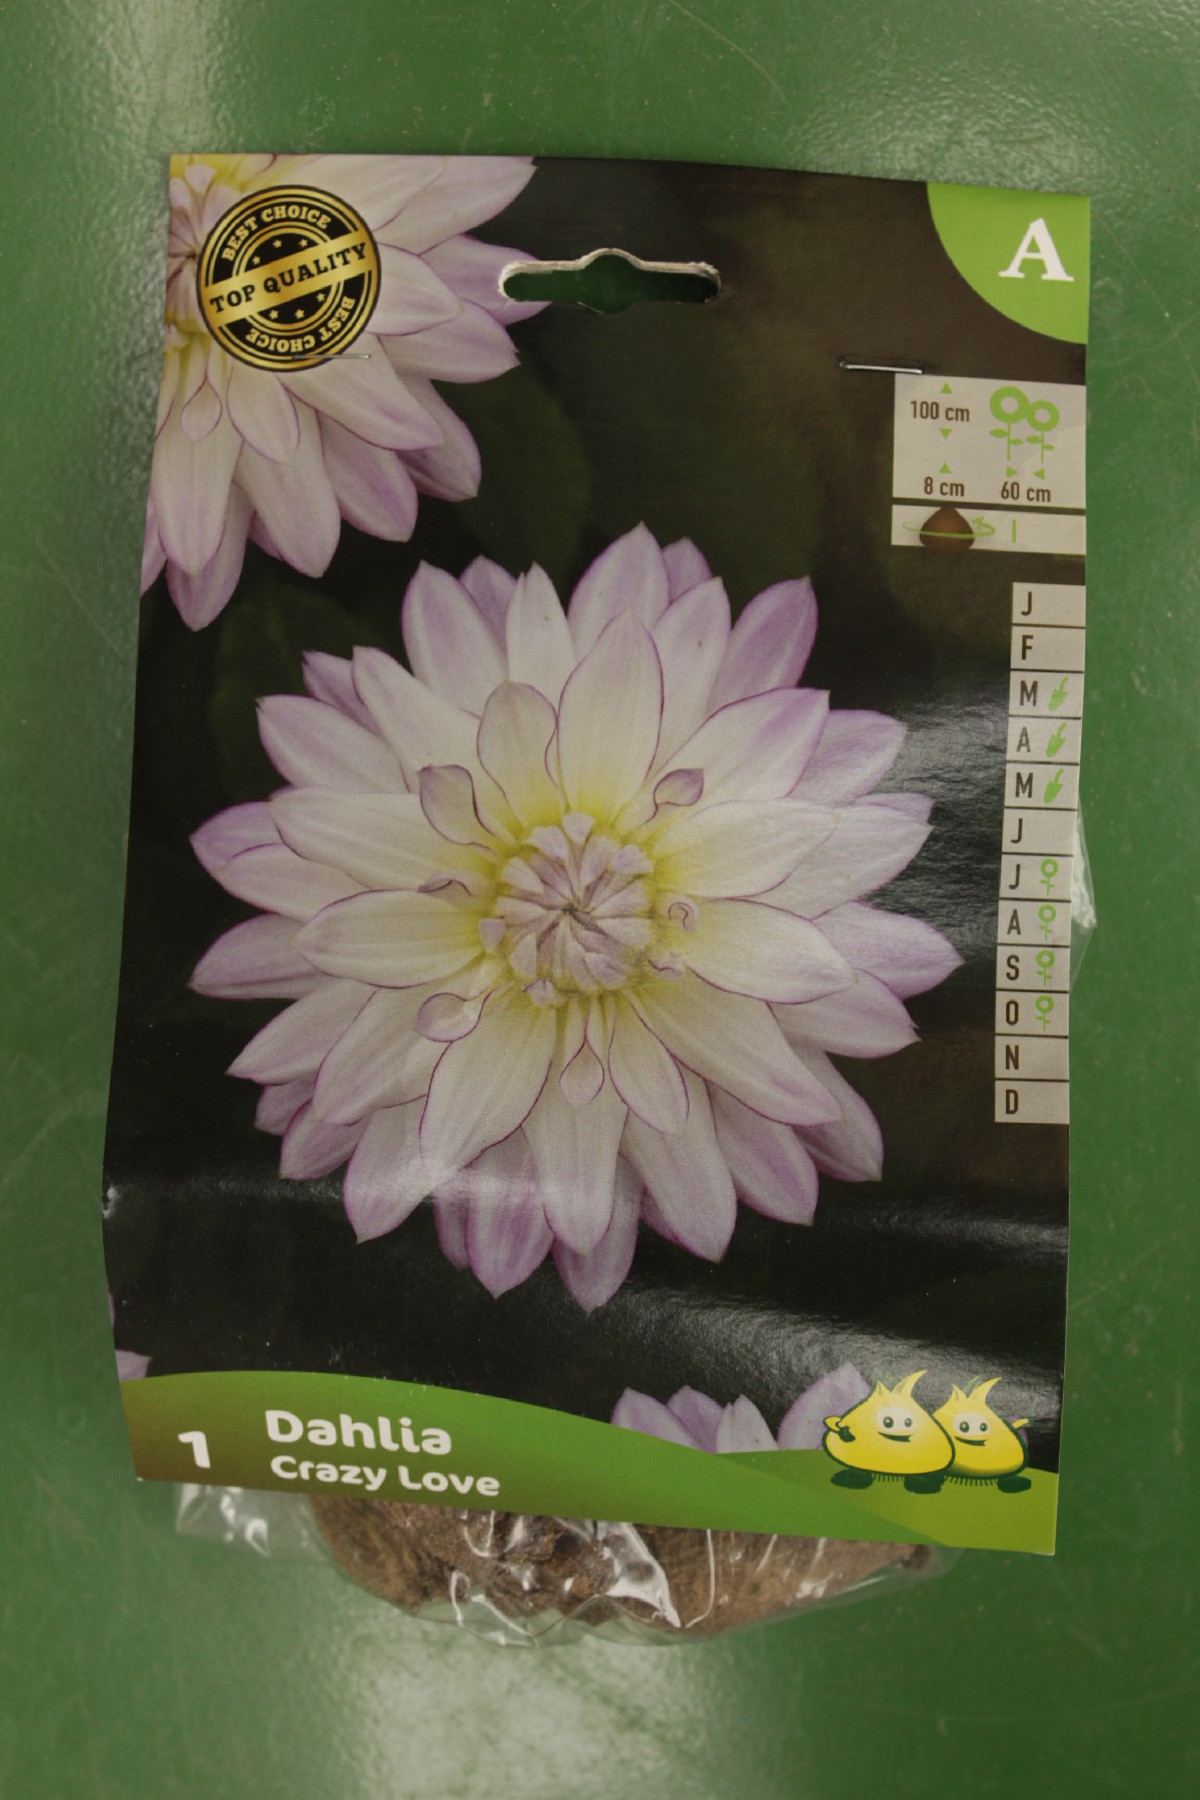 BEST CHOICE
TOP QUALITY
BEST CHOICE
A
100 cm
8 cm 60 cm
I
J
F
M
A
M
J
J
A
S
O
N
D
1 Dahlia
Crazy Love